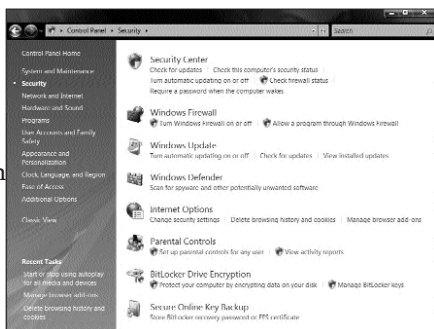 Control Panel ▸ Security ▸
Search
Control Panel Home
System and Maintenance
Security
Network and Internet
Hardware and Sound
Programs
User Accounts and Family
Safety
Appearance and
Personalization
Clock, Language, and Region
Ease of Access
Additional Options
Classic View
Recent Tasks
Start or stop using autoplay
for all media and devices
Manage browser add-ons
Delete browsing history and
cookies
Security Center
Check for updates | Check this computer's security status
Turn automatic updating on or off | Check firewall status
Require a password when the computer wakes
Windows Firewall
Turn Windows Firewall on or off | Allow a program through Windows Firewall
Windows Update
Turn automatic updating on or off | Check for updates | View installed updates
Windows Defender
Scan for spyware and other potentially unwanted software
Internet Options
Change security settings | Delete browsing history and cookies | Manage browser add-ons
Parental Controls
Set up parental controls for any user | View activity reports
BitLocker Drive Encryption
Protect your computer by encrypting data on your disk | Manage BitLocker keys
Secure Online Key Backup
Store BitLocker recovery password or EFS certificate